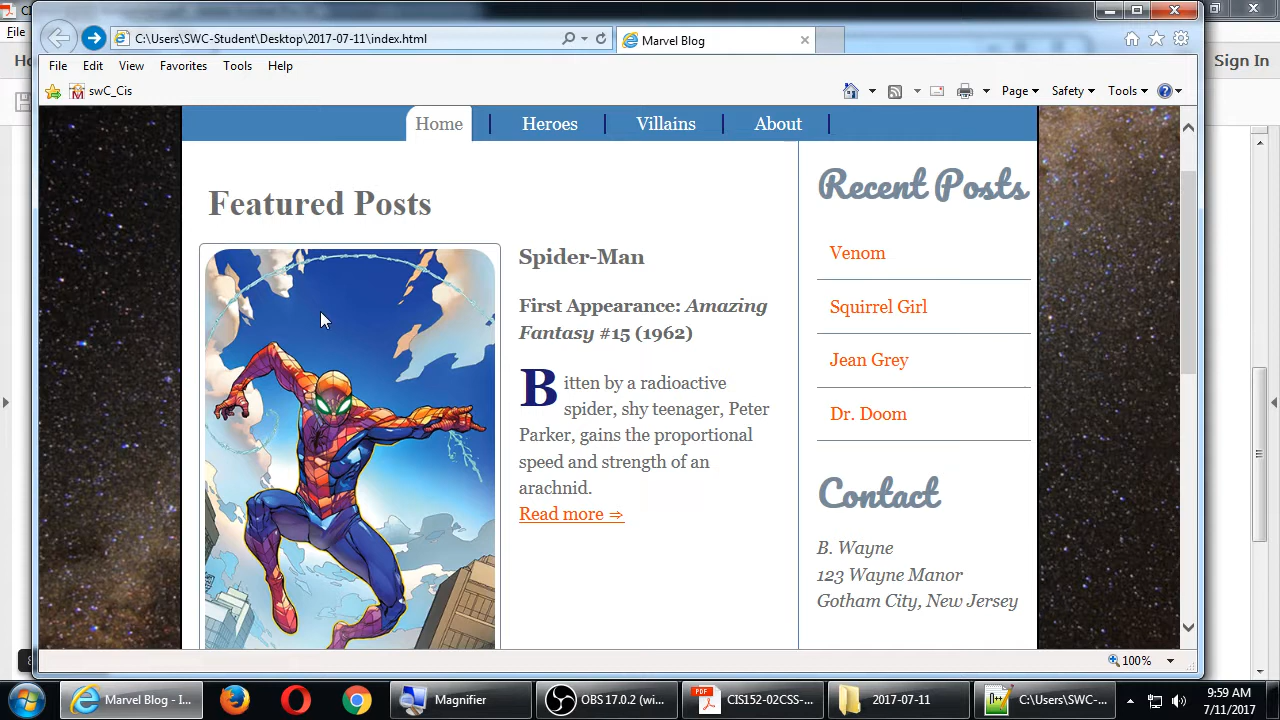 File
Sign In
C:\Users\SWC-Student\Desktop\2017-07-11\index.html
Marvel Blog
File Edit View Favorites Tools Help
swC_Cis
Page Safety Tools
Home Heroes Villains About
Featured Posts
Spider-Man
First Appearance: Amazing
Fantasy #15 (1962)
Bitten by a radioactive
spider, shy teenager, Peter
Parker, gains the proportional
speed and strength of an
arachnid.
Read more ⇒
Recent Posts
Venom
Squirrel Girl
Jean Grey
Dr. Doom
Contact
B. Wayne
123 Wayne Manor
Gotham City, New Jersey
100%
Marvel Blog - I...
Magnifier
OBS 17.0.2 (wi...
CIS152-02CSS-...
2017-07-11
C:\Users\SWC-...
9:59 AM
7/11/2017